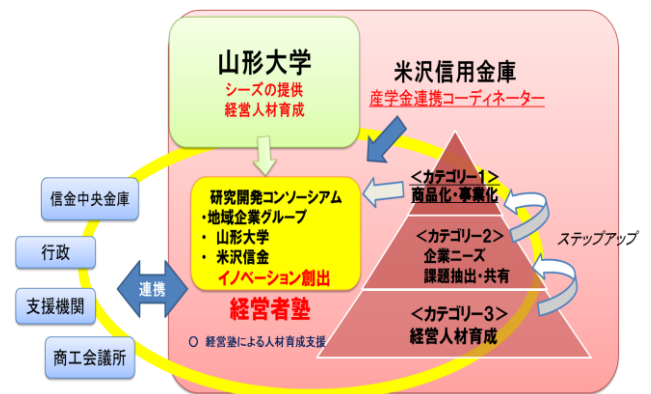 山形大学
シーズの提供
経営人材育成
米沢信用金庫
産学金連携コーディネーター
信金中央金庫
行政
支援機関
商工会議所
連携
研究開発コンソーシアム
・地域企業グループ
・ 山形大学
・ 米沢信金
イノベーション創出
経営者塾
○ 経営塾による人材育成支援
<カテゴリー1>
商品化・事業化
<カテゴリー2>
企業ニーズ
課題抽出・共有
<カテゴリー3>
経営人材育成
ステップアップ